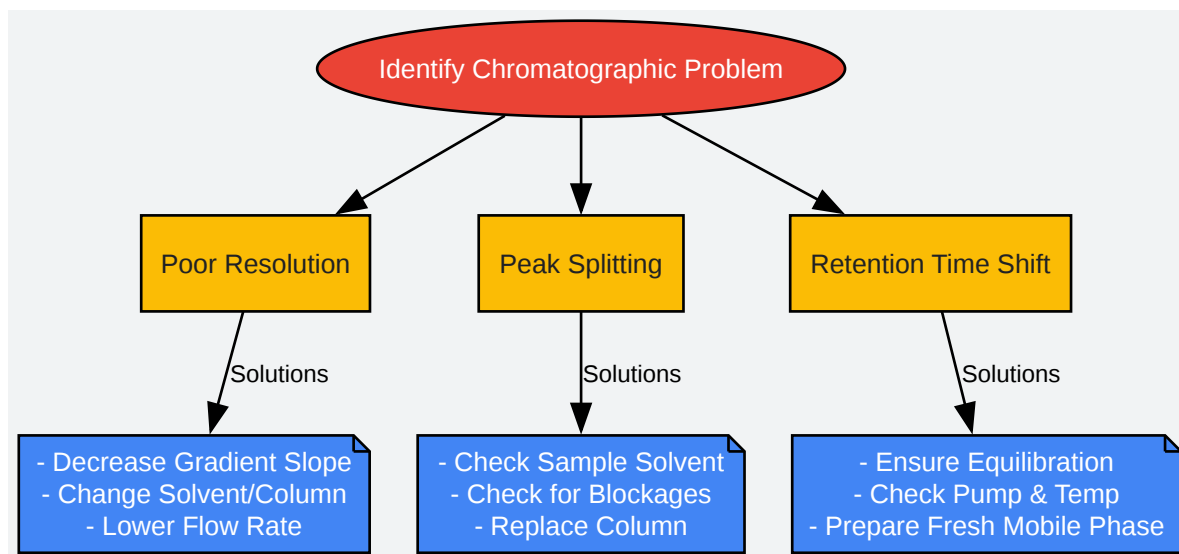 Identify Chromatographic Problem
Poor Resolution
Peak Splitting
Retention Time Shift
Solutions
Solutions
Solutions
- Decrease Gradient Slope
- Change Solvent/Column
- Lower Flow Rate
- Check Sample Solvent
- Check for Blockages
- Replace Column
- Ensure Equilibration
- Check Pump & Temp
- Prepare Fresh Mobile Phase